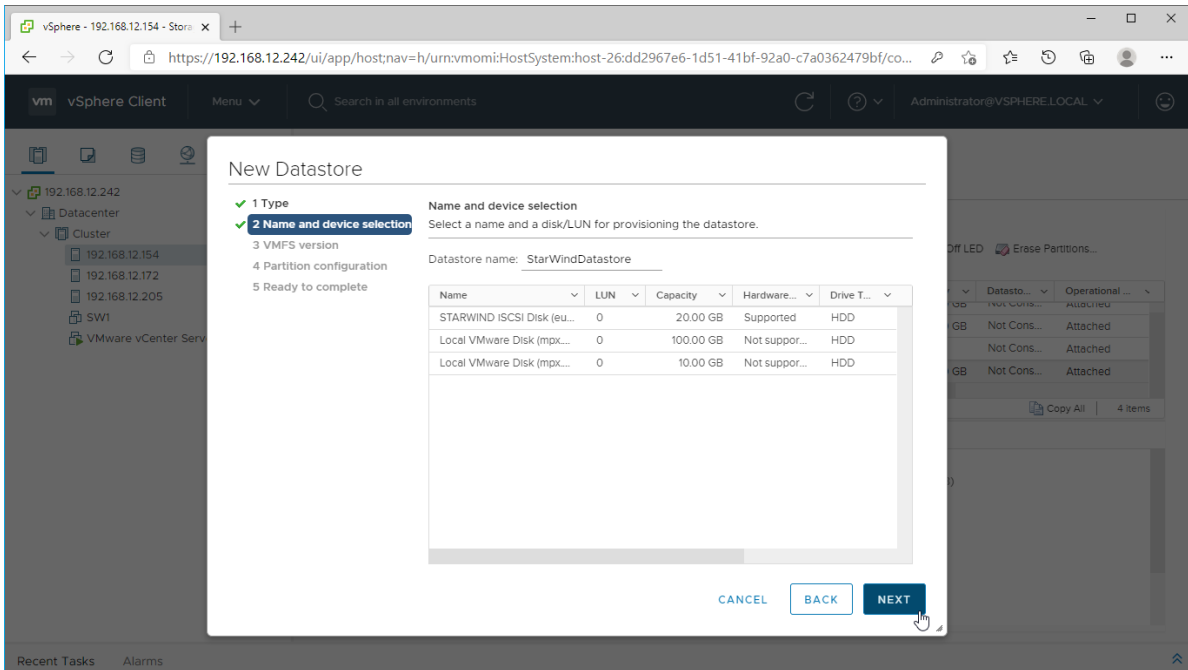 vSphere - 192.168.12.154 - Stora
https://192.168.12.242/ui/app/host;nav=h/urn:vmomi:HostSystem:host-26:dd2967e6-1d51-41bf-92a0-c7a0362479bf/co...
vm vSphere Client Menu Search in all environments Administrator@VSPHERE.LOCAL
192.168.12.242
Datacenter
Cluster
192.168.12.154
192.168.12.172
192.168.12.205
SW1
VMware vCenter Serv
New Datastore
1 Type
2 Name and device selection
3 VMFS version
4 Partition configuration
5 Ready to complete
Name and device selection
Select a name and a disk/LUN for provisioning the datastore.
Datastore name: StarWindDatastore
Name LUN Capacity Hardware... Drive T...
STARWIND ISCSI Disk (eu... 0 20.00 GB Supported HDD
Local VMware Disk (mpx.... 0 100.00 GB Not suppor... HDD
Local VMware Disk (mpx.... 0 10.00 GB Not suppor... HDD
CANCEL BACK NEXT
Off LED Erase Partitions...
Datasto... Operational ...
GB Not Cons... Attached
GB Not Cons... Attached
Not Cons... Attached
GB Not Cons... Attached
Copy All 4 items
Recent Tasks Alarms